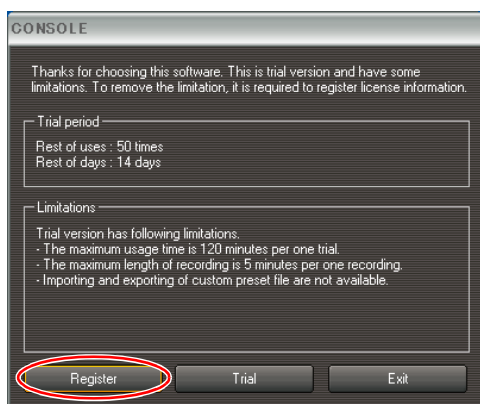 CONSOLE
Thanks for choosing this software. This is trial version and have some
limitations. To remove the limitation, it is required to register license information.
Trial period
Rest of uses : 50 times
Rest of days : 14 days
Limitations
Trial version has following limitations.
- The maximum usage time is 120 minutes per one trial.
- The maximum length of recording is 5 minutes per one recording.
- Importing and exporting of custom preset file are not available.
Register Trial Exit